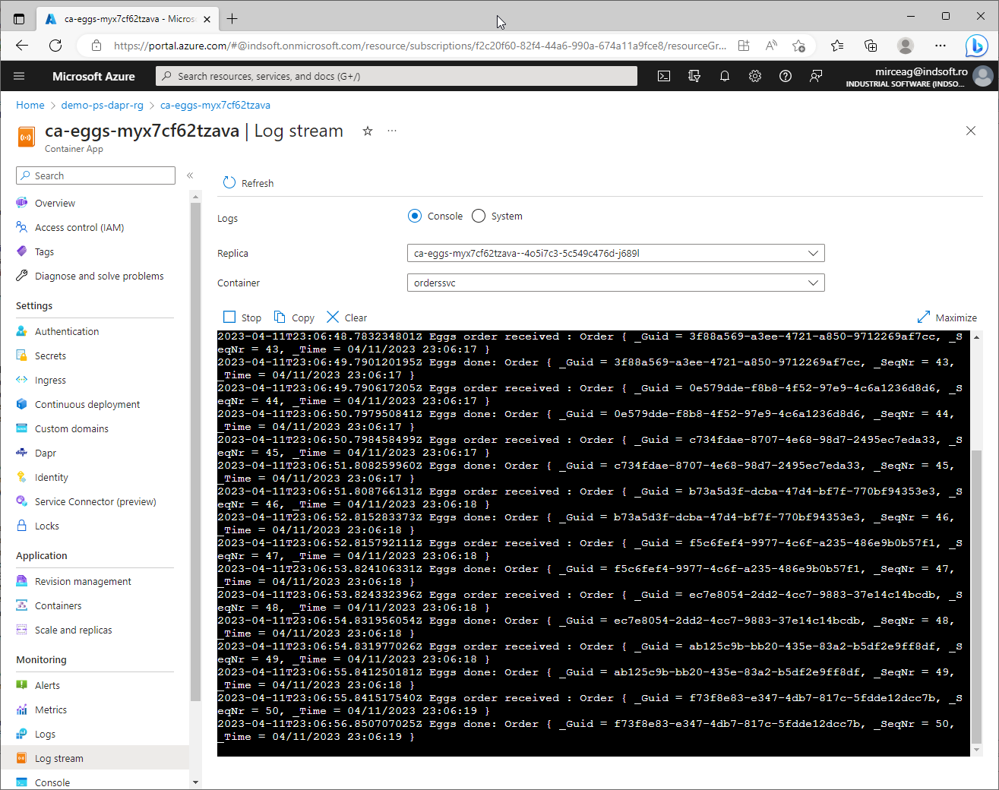 ca-eggs-myx7cf62tzava - Micros
https://portal.azure.com/#@indsoft.onmicrosoft.com/resource/subscriptions/f2c20f60-82f4-44a6-990a-674a11a9fce8/resourceGr...
Microsoft Azure
Search resources, services, and docs (G+/)
mirceag@indsoft.ro
INDUSTRIAL SOFTWARE (INDSO...
Home > demo-ps-dapr-rg > ca-eggs-myx7cf62tzava
ca-eggs-myx7cf62tzava | Log stream
Container App
Search
Overview
Access control (IAM)
Tags
Diagnose and solve problems
Settings
Authentication
Secrets
Ingress
Continuous deployment
Custom domains
Dapr
Identity
Service Connector (preview)
Locks
Application
Revision management
Containers
Scale and replicas
Monitoring
Alerts
Metrics
Logs
Log stream
Console
Refresh
Logs Console System
Replica ca-eggs-myx7cf62tzava--4o5i7c3-5c549c476d-j689l
Container orderssvc
Stop Copy Clear Maximize
2023-04-11T23:06:48.783234801Z Eggs order received : Order { _Guid = 3f88a569-a3ee-4721-a850-9712269af7cc, _S
eqNr = 43, _Time = 04/11/2023 23:06:17 }
2023-04-11T23:06:49.790120195Z Eggs done: Order { _Guid = 3f88a569-a3ee-4721-a850-9712269af7cc, _SeqNr = 43,
_Time = 04/11/2023 23:06:17 }
2023-04-11T23:06:49.790617205Z Eggs order received : Order { _Guid = 0e579dde-f8b8-4f52-97e9-4c6a1236d8d6, _S
eqNr = 44, _Time = 04/11/2023 23:06:17 }
2023-04-11T23:06:50.797950841Z Eggs done: Order { _Guid = 0e579dde-f8b8-4f52-97e9-4c6a1236d8d6, _SeqNr = 44,
_Time = 04/11/2023 23:06:17 }
2023-04-11T23:06:50.798458499Z Eggs order received : Order { _Guid = c734fdae-8707-4e68-98d7-2495ec7eda33, _S
eqNr = 45, _Time = 04/11/2023 23:06:17 }
2023-04-11T23:06:51.808259960Z Eggs done: Order { _Guid = c734fdae-8707-4e68-98d7-2495ec7eda33, _SeqNr = 45,
_Time = 04/11/2023 23:06:17 }
2023-04-11T23:06:51.808766131Z Eggs order received : Order { _Guid = b73a5d3f-dcba-47d4-bf7f-770bf94353e3, _S
eqNr = 46, _Time = 04/11/2023 23:06:18 }
2023-04-11T23:06:52.815283373Z Eggs done: Order { _Guid = b73a5d3f-dcba-47d4-bf7f-770bf94353e3, _SeqNr = 46,
_Time = 04/11/2023 23:06:18 }
2023-04-11T23:06:52.815792111Z Eggs order received : Order { _Guid = f5c6fef4-9977-4c6f-a235-486e9b0b57f1, _S
eqNr = 47, _Time = 04/11/2023 23:06:18 }
2023-04-11T23:06:53.824106331Z Eggs done: Order { _Guid = f5c6fef4-9977-4c6f-a235-486e9b0b57f1, _SeqNr = 47,
_Time = 04/11/2023 23:06:18 }
2023-04-11T23:06:53.824332396Z Eggs order received : Order { _Guid = ec7e8054-2dd2-4cc7-9883-37e14c14bcdb, _S
eqNr = 48, _Time = 04/11/2023 23:06:18 }
2023-04-11T23:06:54.831956054Z Eggs done: Order { _Guid = ec7e8054-2dd2-4cc7-9883-37e14c14bcdb, _SeqNr = 48,
_Time = 04/11/2023 23:06:18 }
2023-04-11T23:06:54.831977026Z Eggs order received : Order { _Guid = ab125c9b-bb20-435e-83a2-b5df2e9ff8df, _S
eqNr = 49, _Time = 04/11/2023 23:06:18 }
2023-04-11T23:06:55.841250181Z Eggs done: Order { _Guid = ab125c9b-bb20-435e-83a2-b5df2e9ff8df, _SeqNr = 49,
_Time = 04/11/2023 23:06:18 }
2023-04-11T23:06:55.841517540Z Eggs order received : Order { _Guid = f73f8e83-e347-4db7-817c-5fdde12dcc7b, _S
eqNr = 50, _Time = 04/11/2023 23:06:19 }
2023-04-11T23:06:56.850707025Z Eggs done: Order { _Guid = f73f8e83-e347-4db7-817c-5fdde12dcc7b, _SeqNr = 50,
_Time = 04/11/2023 23:06:19 }